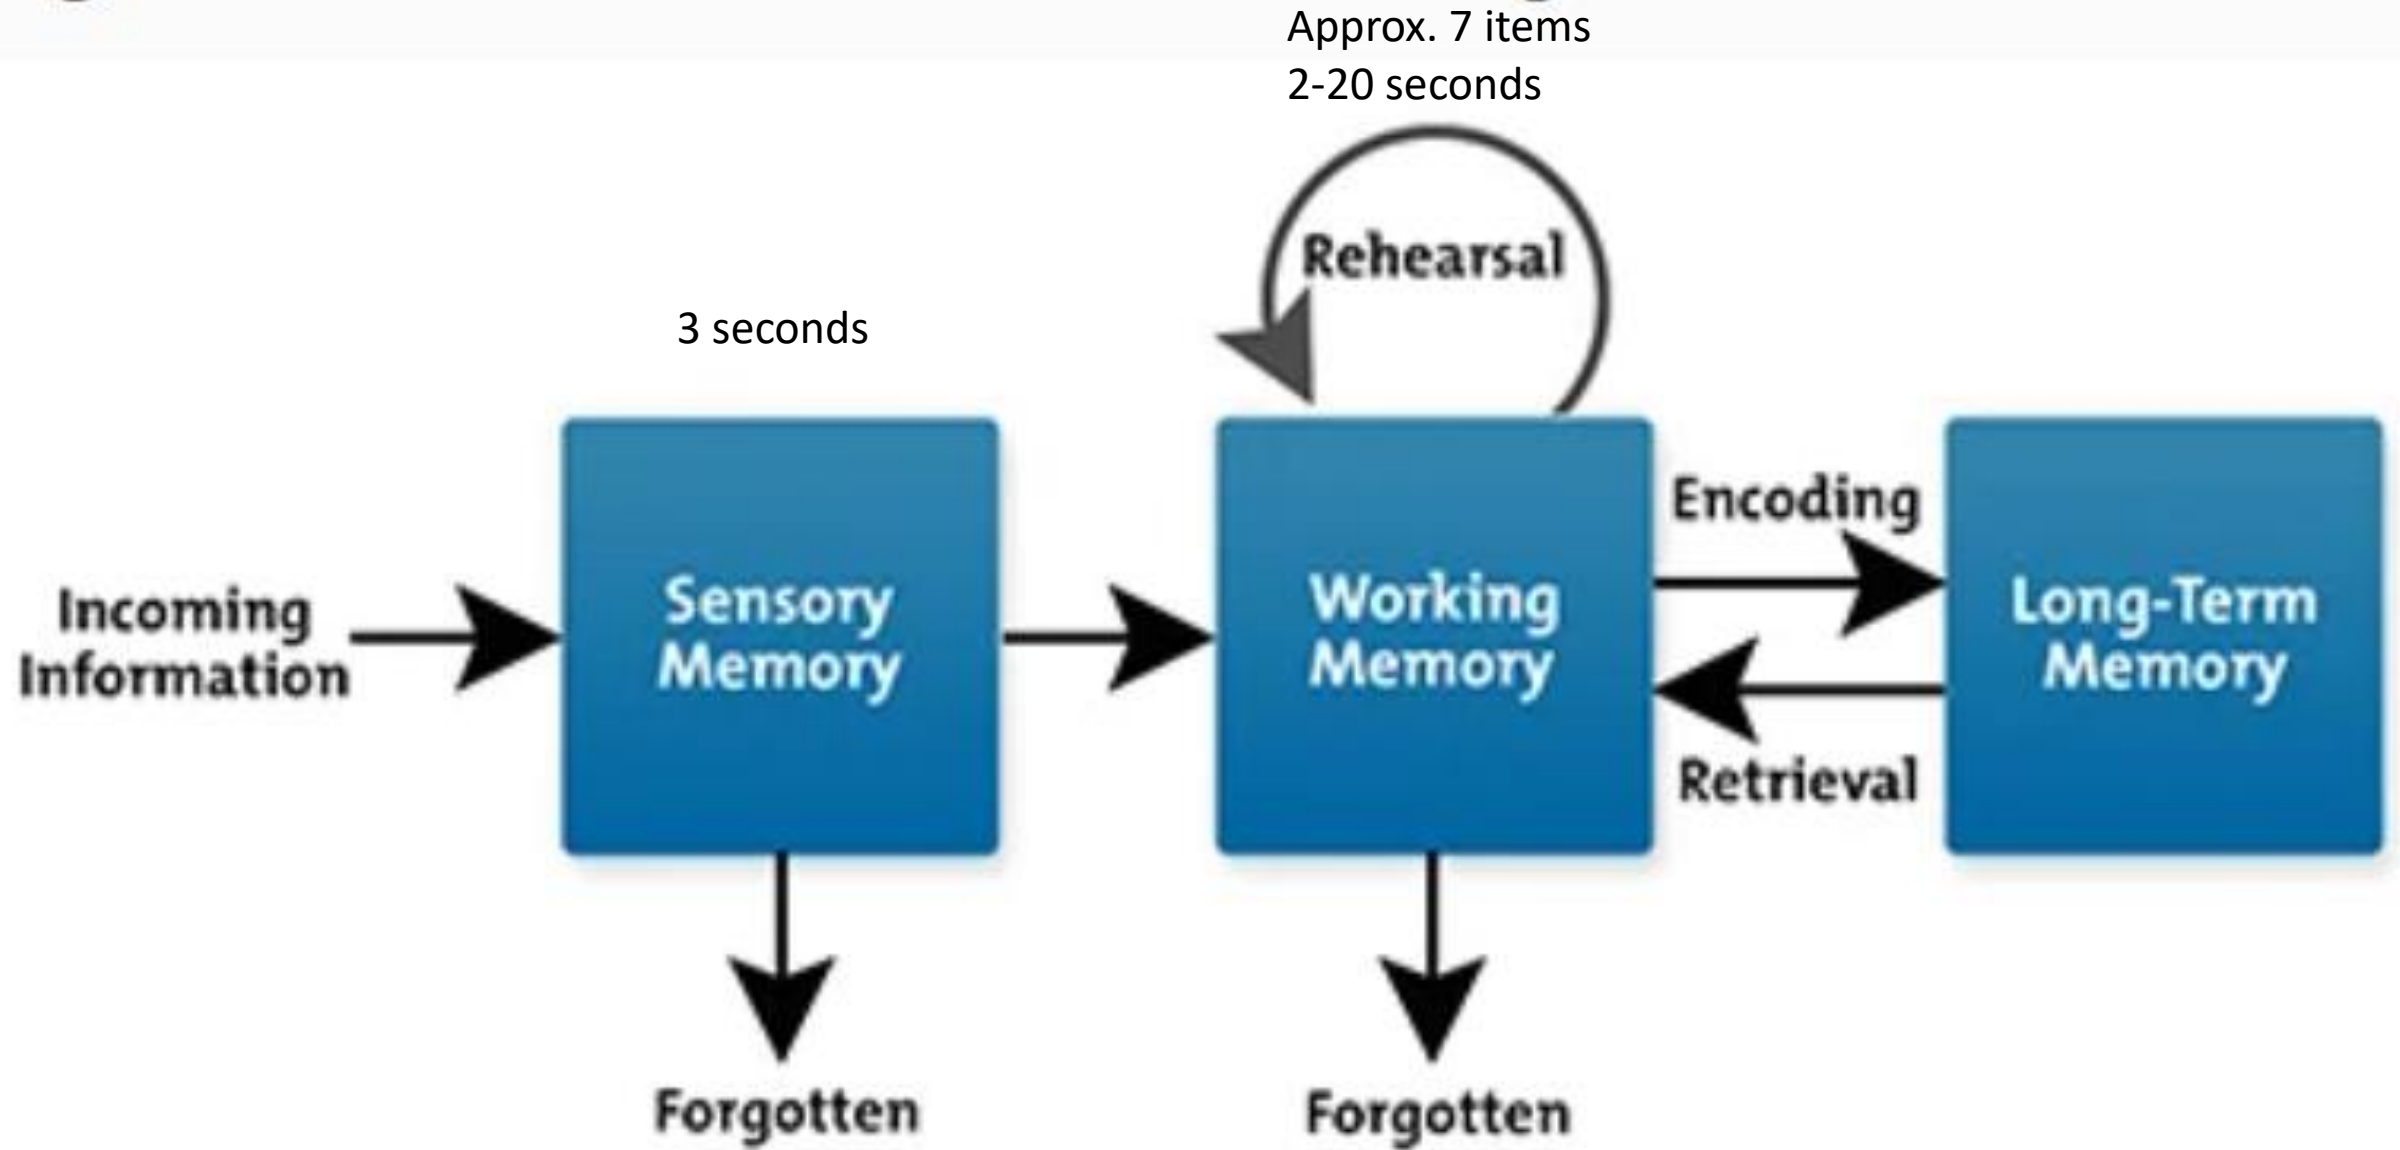 Approx. 7 items
2-20 seconds
Rehearsal
3 seconds
Encoding
Incoming
Information
Sensory
Memory
Working
Memory
Long-Term
Memory
Retrieval
Forgotten
Forgotten